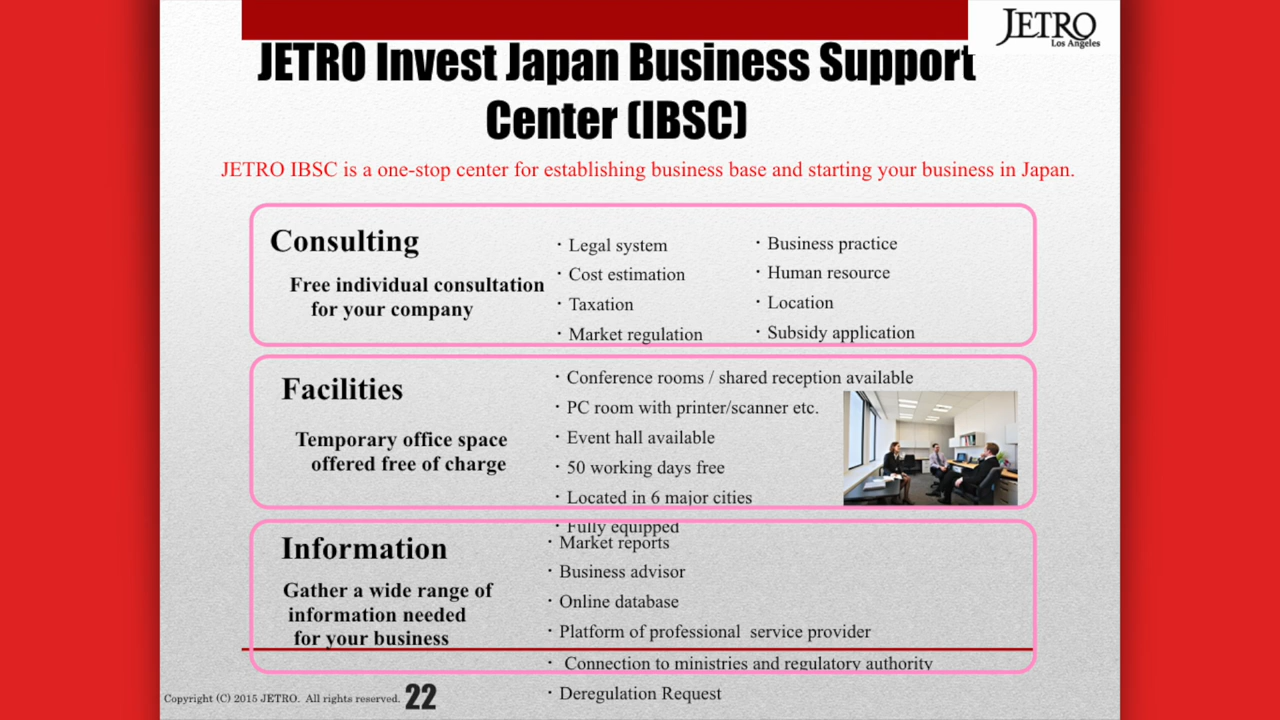 JETRO
Los Angeles
JETRO Invest Japan Business Support
Center (IBSC)
JETRO IBSC is a one-stop center for establishing business base and starting your business in Japan.
Consulting
Free individual consultation
for your company
・Legal system
・Cost estimation
・Taxation
・Market regulation
・Business practice
・Human resource
・Location
・Subsidy application
Facilities
Temporary office space
offered free of charge
・Conference rooms / shared reception available
・PC room with printer/scanner etc.
・Event hall available
・50 working days free
・Located in 6 major cities
・Fully equipped
Information
Gather a wide range of
information needed
for your business
・Market reports
・Business advisor
・Online database
・Platform of professional service provider
・Connection to ministries and regulatory authority
・Deregulation Request
Copyright (C) 2015 JETRO. All rights reserved.
22